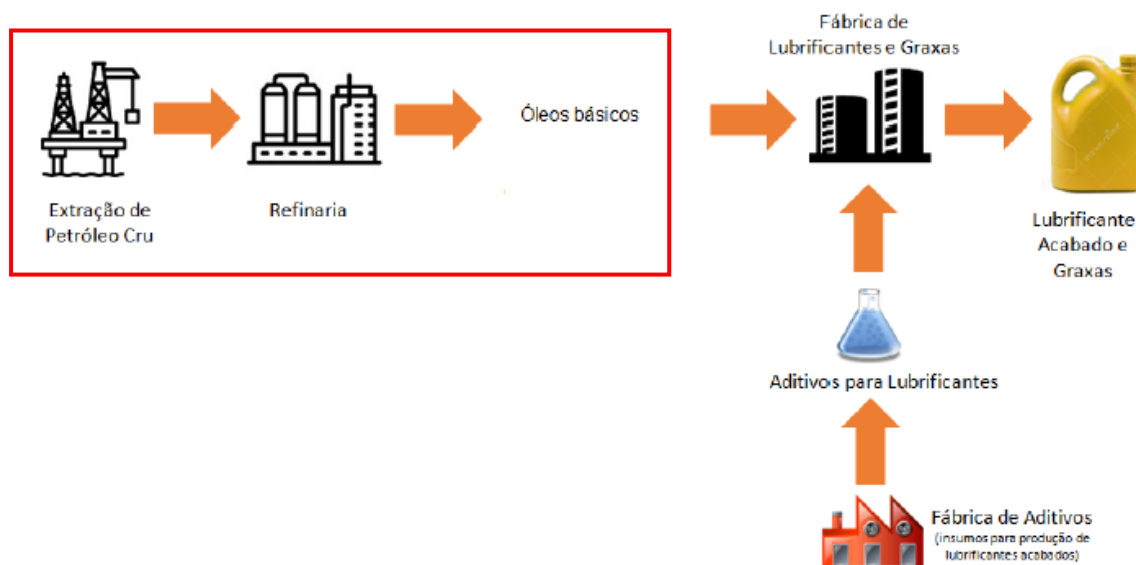 Fábrica de
Lubrificantes e Graxas
Óleos básicos
Extração de
Petróleo Cru
Refinaria
Lubrificante
Acabado e
Graxas
Aditivos para Lubrificantes
Fábrica de Aditivos
(insumos para produção de
lubrificantes acabados)